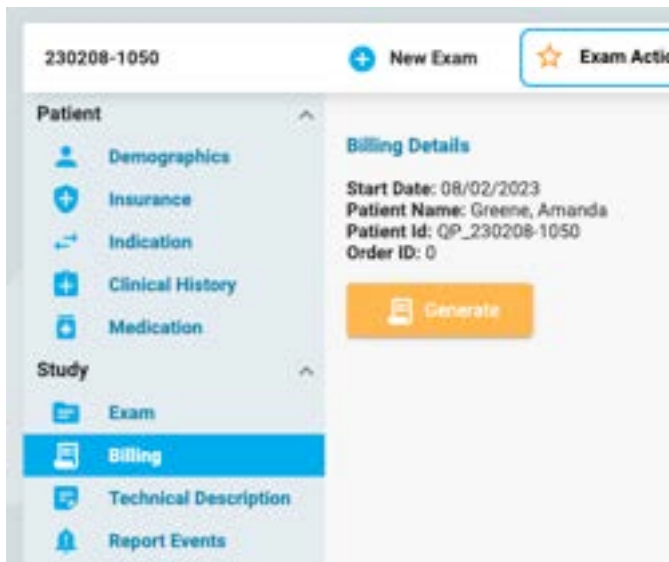 230208-1050
New Exam
Patient
Demographics
Insurance
Indication
Clinical History
Medication
Study
Exam
Billing
Technical Description
Report Events
Billing Details
Start Date: 08/02/2023
Patient Name: Greene, Amanda
Patient Id: QP_230208-1050
Order ID: 0
Generate